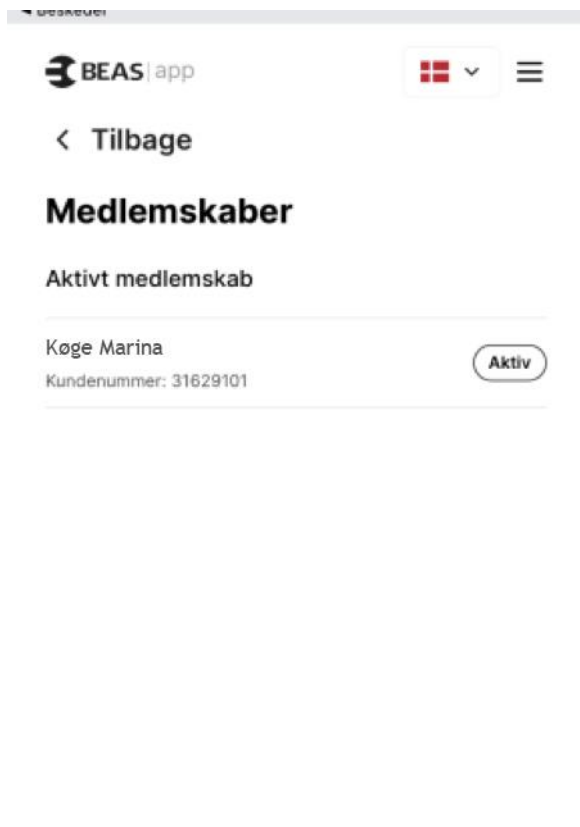 BEAS|app
Tilbage
Medlemskaber
Aktivt medlemskab
Køge Marina
Aktiv
Kundenummer: 31629101